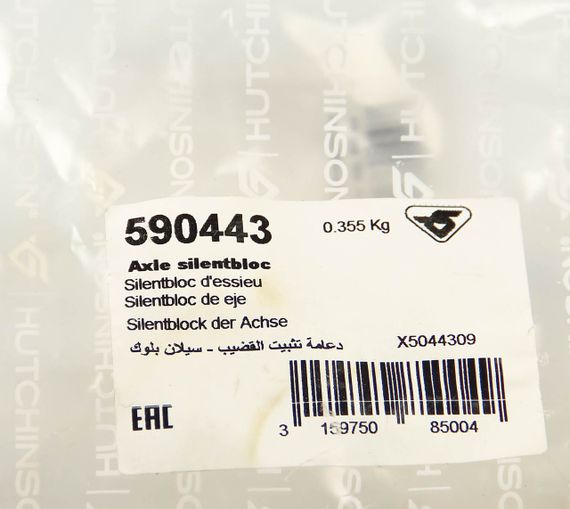 590443
0.355 Kg
Axle silentbloc
Silentbloc d'essieu
Silentbloc de eje
Silentblock der Achse
دعامة تثبيت القضيب - سيلان بلوك
X5044309
EAC
3 159750 85004
HUTCHINSON